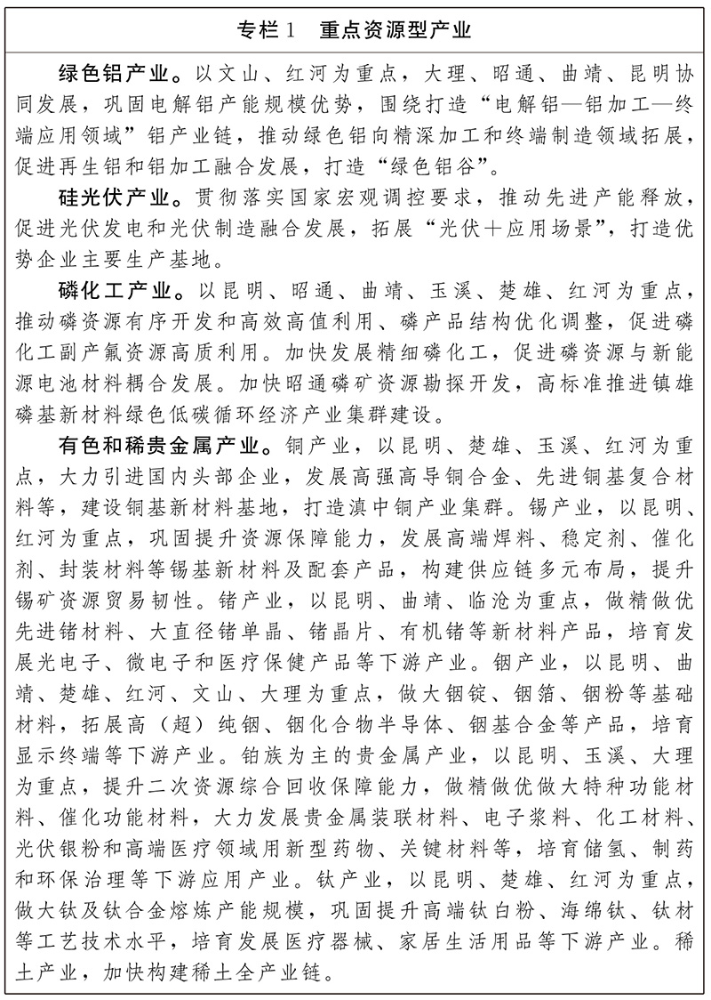 专栏1 重点资源型产业
绿色铝产业。以文山、红河为重点，大理、昭通、曲靖、昆明协
同发展，巩固电解铝产能规模优势，围绕打造“电解铝—铝加工—终
端应用领域”铝产业链，推动绿色铝向精深加工和终端制造领域拓展，
促进再生铝和铝加工融合发展，打造“绿色铝谷”。
硅光伏产业。贯彻落实国家宏观调控要求，推动先进产能释放，
促进光伏发电和光伏制造融合发展，拓展“光伏＋应用场景”，打造优
势企业主要生产基地。
磷化工产业。以昆明、昭通、曲靖、玉溪、楚雄、红河为重点，
推动磷资源有序开发和高效高值利用、磷产品结构优化调整，促进磷
化工副产氟资源高质利用。加快发展精细磷化工，促进磷资源与新能
源电池材料耦合发展。加快昭通磷矿资源勘探开发，高标准推进镇雄
磷基新材料绿色低碳循环经济产业集群建设。
有色和稀贵金属产业。铜产业，以昆明、楚雄、玉溪、红河为重
点，大力引进国内头部企业，发展高强高导铜合金、先进铜基复合材
料等，建设铜基新材料基地，打造滇中铜产业集群。锡产业，以昆明、
红河为重点，巩固提升资源保障能力，发展高端焊料、稳定剂、催化
剂、封装材料等锡基新材料及配套产品，构建供应链多元布局，提升
锡矿资源贸易韧性。锗产业，以昆明、曲靖、临沧为重点，做精做优
先进锗材料、大直径锗单晶、锗晶片、有机锗等新材料产品，培育发
展光电子、微电子和医疗保健产品等下游产业。铟产业，以昆明、曲
靖、楚雄、红河、文山、大理为重点，做大铟锭、铟箔、铟粉等基础
材料，拓展高（超）纯铟、铟化合物半导体、铟基合金等产品，培育
显示终端等下游产业。铂族为主的贵金属产业，以昆明、玉溪、大理
为重点，提升二次资源综合回收保障能力，做精做优做大特种功能材
料、催化功能材料，大力发展贵金属装联材料、电子浆料、化工材料、
光伏银粉和高端医疗领域用新型药物、关键材料等，培育储氢、制药
和环保治理等下游应用产业。钛产业，以昆明、楚雄、红河为重点，
做大钛及钛合金熔炼产能规模，巩固提升高端钛白粉、海绵钛、钛材
等工艺技术水平，培育发展医疗器械、家居生活用品等下游产业。稀
土产业，加快构建稀土全产业链。